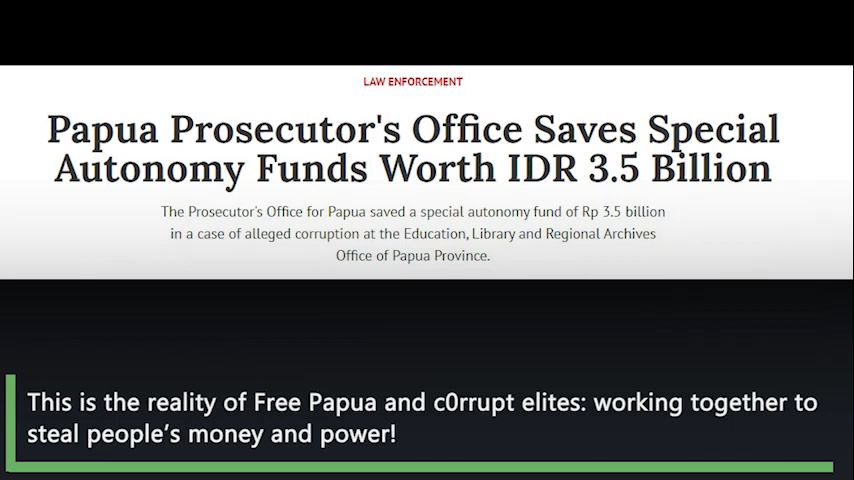 LAW ENFORCEMENT
Papua Prosecutor's Office Saves Special
Autonomy Funds Worth IDR 3.5 Billion
The Prosecutor's Office for Papua saved a special autonomy fund of Rp 3.5 billion
in a case of alleged corruption at the Education, Library and Regional Archives
Office of Papua Province.
This is the reality of Free Papua and c0rrupt elites: working together to
steal people’s money and power!